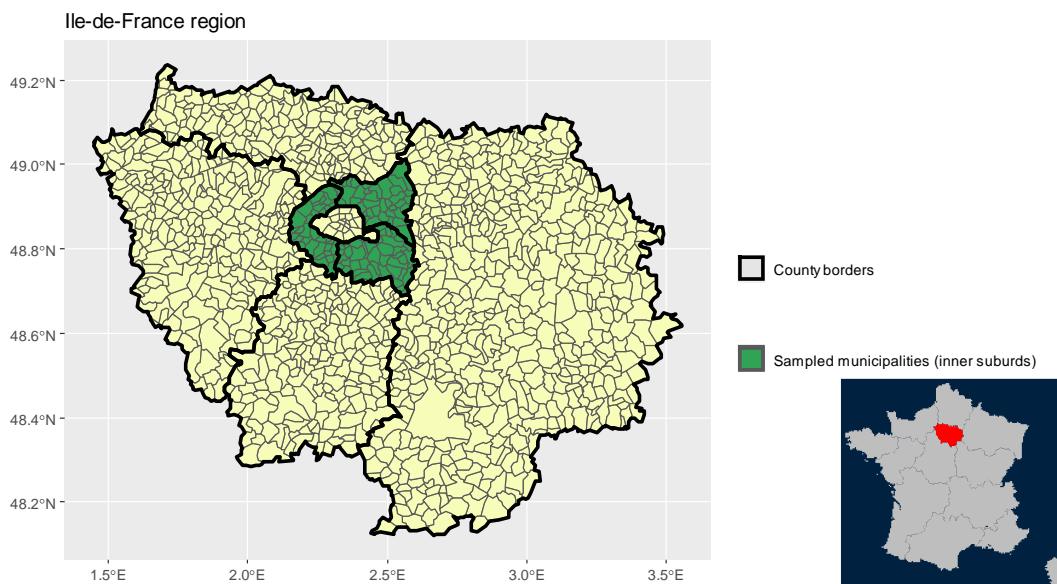 Ile-de-France region
49.2°N
49.0°N
48.8°N
48.6°N
48.4°N
48.2°N
1.5°E
2.0°E
2.5°E
3.0°E
3.5°E
County borders
Sampled municipalities (inner suburds)